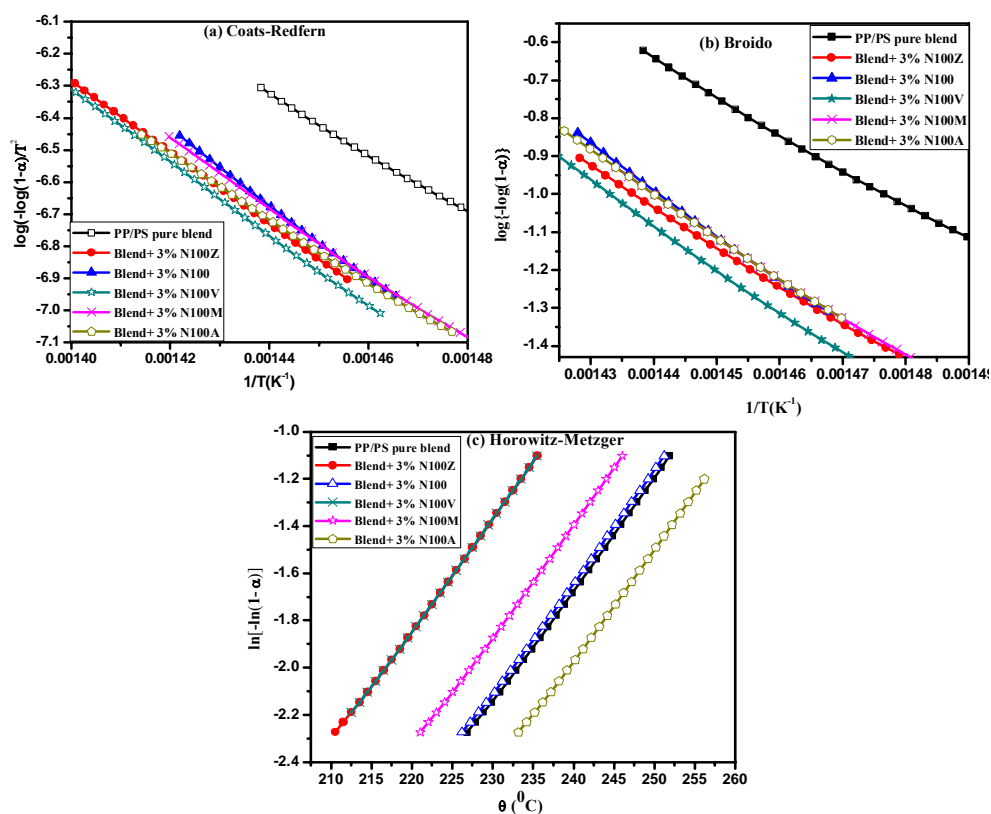 (a) Coats-Redfern
log(-log(1-α)/T²
-6.1
-6.2
-6.3
-6.4
-6.5
-6.6
-6.7
-6.8
-6.9
-7.0
-7.1
PP/PS pure blend
Blend+ 3% N100Z
Blend+ 3% N100
Blend+ 3% N100V
Blend+ 3% N100M
Blend+ 3% N100A
0.00140 0.00142 0.00144 0.00146 0.00148
1/T(K⁻¹)
(b) Broido
log{-log(1-α)}
-0.6
-0.7
-0.8
-0.9
-1.0
-1.1
-1.2
-1.3
-1.4
PP/PS pure blend
Blend+ 3% N100Z
Blend+ 3% N100
Blend+ 3% N100V
Blend+ 3% N100M
Blend+ 3% N100A
0.00143 0.00144 0.00145 0.00146 0.00147 0.00148 0.00149
1/T(K⁻¹)
(c) Horowitz-Metzger
ln[-ln(1-α)]
-1.0
-1.2
-1.4
-1.6
-1.8
-2.0
-2.2
-2.4
PP/PS pure blend
Blend+ 3% N100Z
Blend+ 3% N100
Blend+ 3% N100V
Blend+ 3% N100M
Blend+ 3% N100A
210 215 220 225 230 235 240 245 250 255 260
θ (⁰C)